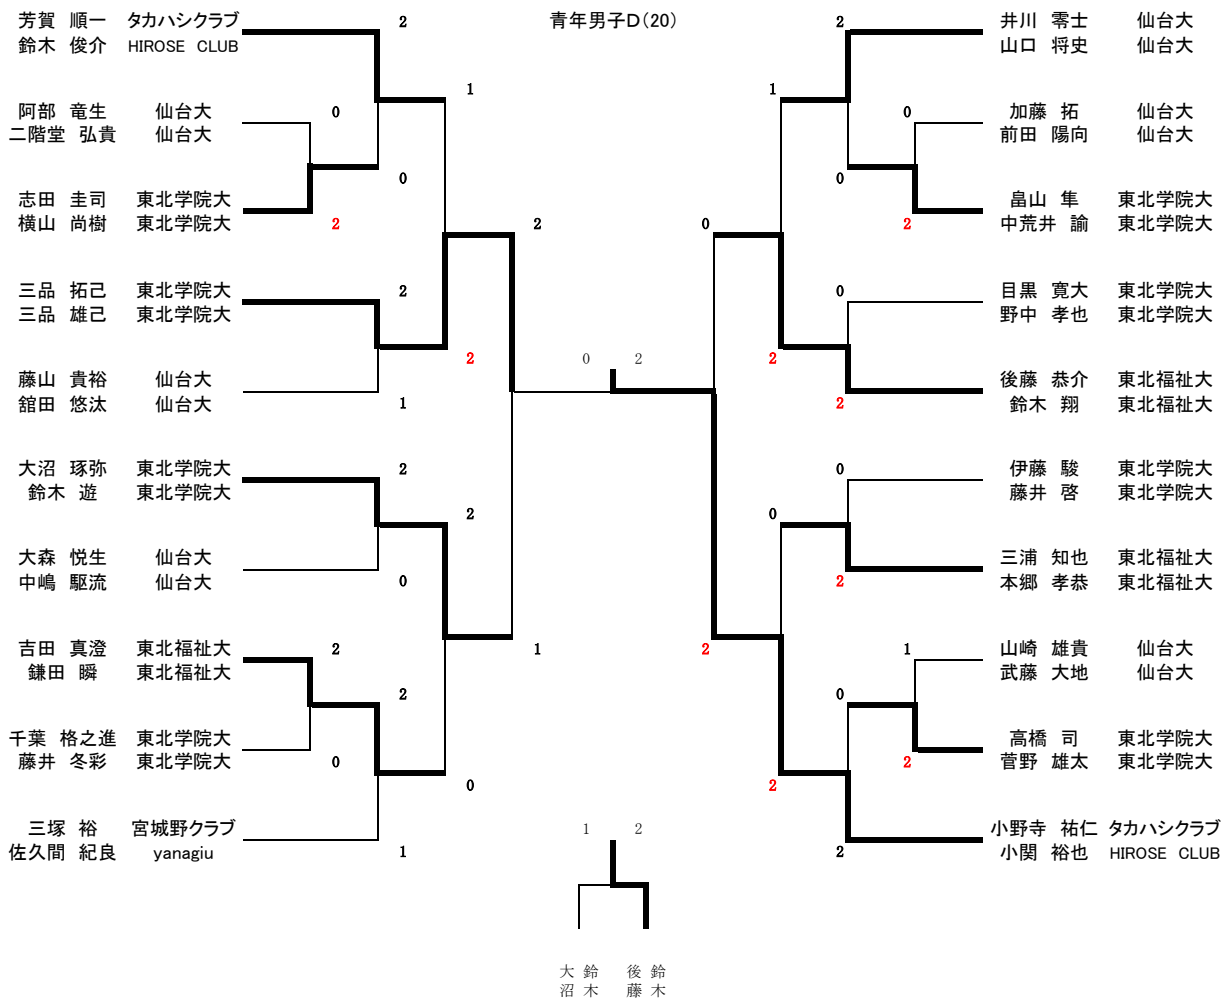 青年男子D(20)
芳賀 順一 タカハシクラブ
鈴木 俊介 HIROSE CLUB
2
阿部 竜生 仙台大
二階堂 弘貴 仙台大
0
1
志田 圭司 東北学院大
横山 尚樹 東北学院大
2
0
三品 拓己 東北学院大
三品 雄己 東北学院大
2
2
藤山 貴裕 仙台大
舘田 悠汰 仙台大
1
2
大沼 琢弥 東北学院大
鈴木 遊 東北学院大
2
2
大森 悦生 仙台大
中嶋 駆流 仙台大
0
吉田 真澄 東北福祉大
鎌田 瞬 東北福祉大
2
1
千葉 格之進 東北学院大
藤井 冬彩 東北学院大
0
2
0
三塚 裕 宮城野クラブ
佐久間 紀良 yanagiu
1
0 2
井川 零士 仙台大
山口 将史 仙台大
2
加藤 拓 仙台大
前田 陽向 仙台大
0
1
畠山 隼 東北学院大
中荒井 諭 東北学院大
2
0
0
目黒 寛大 東北学院大
野中 孝也 東北学院大
0
2
後藤 恭介 東北福祉大
鈴木 翔 東北福祉大
2
伊藤 駿 東北学院大
藤井 啓 東北学院大
0
0
三浦 知也 東北福祉大
本郷 孝恭 東北福祉大
2
山崎 雄貴 仙台大
武藤 大地 仙台大
1
2
高橋 司 東北学院大
菅野 雄太 東北学院大
2
0
2
小野寺 祐仁 タカハシクラブ
小関 裕也 HIROSE CLUB
2
1 2
大沼
鈴木
後藤
鈴木